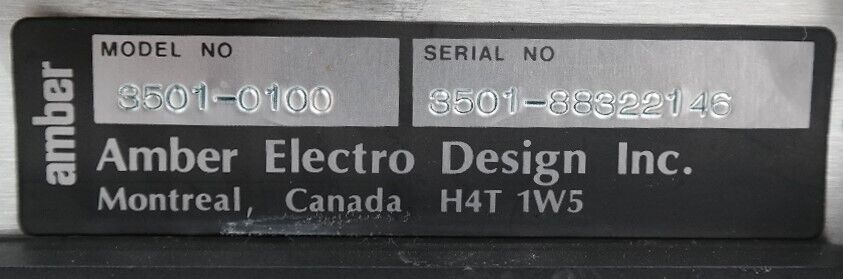 amber
MODEL NO
3501-0100
SERIAL NO
3501-88322146
Amber Electro Design Inc.
Montreal, Canada H4T 1W5